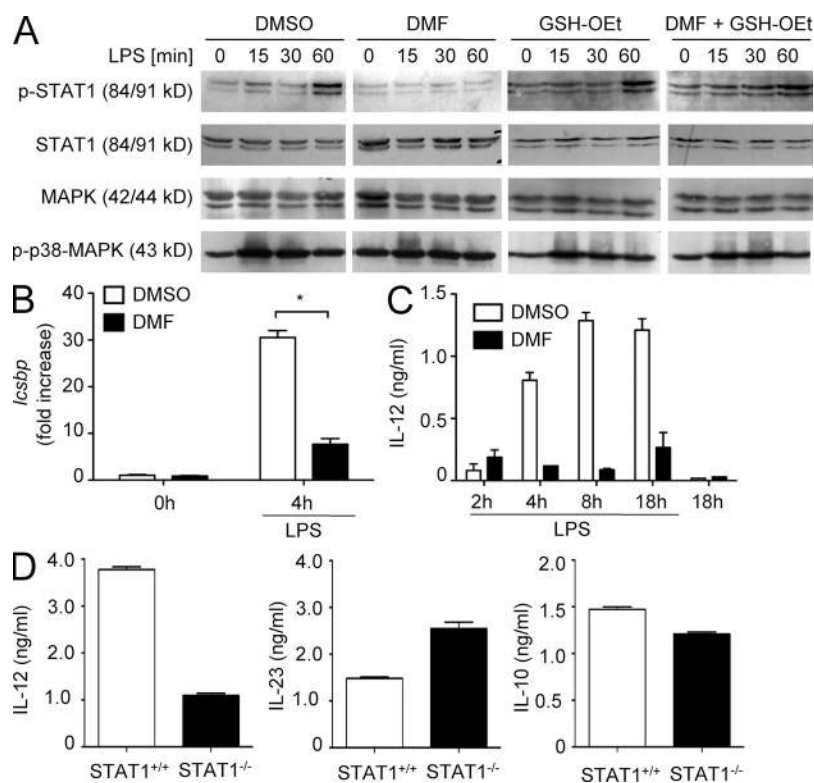 A
DMSO DMF GSH-OEt DMF + GSH-OEt
LPS [min] 0 15 30 60 0 15 30 60 0 15 30 60 0 15 30 60
p-STAT1 (84/91 kD)
STAT1 (84/91 kD)
MAPK (42/44 kD)
p-p38-MAPK (43 kD)
B
Icsbp
(fold increase)
40
30
20
10
0
DMSO
DMF
*
0h 4h
LPS
C
IL-12 (ng/ml)
1.5
1.0
0.5
0
DMSO
DMF
2h 4h 8h 18h 18h
LPS
D
IL-12 (ng/ml)
4.0
3.0
2.0
1.0
0
STAT1+/+ STAT1-/-
IL-23 (ng/ml)
4.0
3.0
2.0
1.0
0
STAT1+/+ STAT1-/-
IL-10 (ng/ml)
2.0
1.5
1.0
0.5
0
STAT1+/+ STAT1-/-